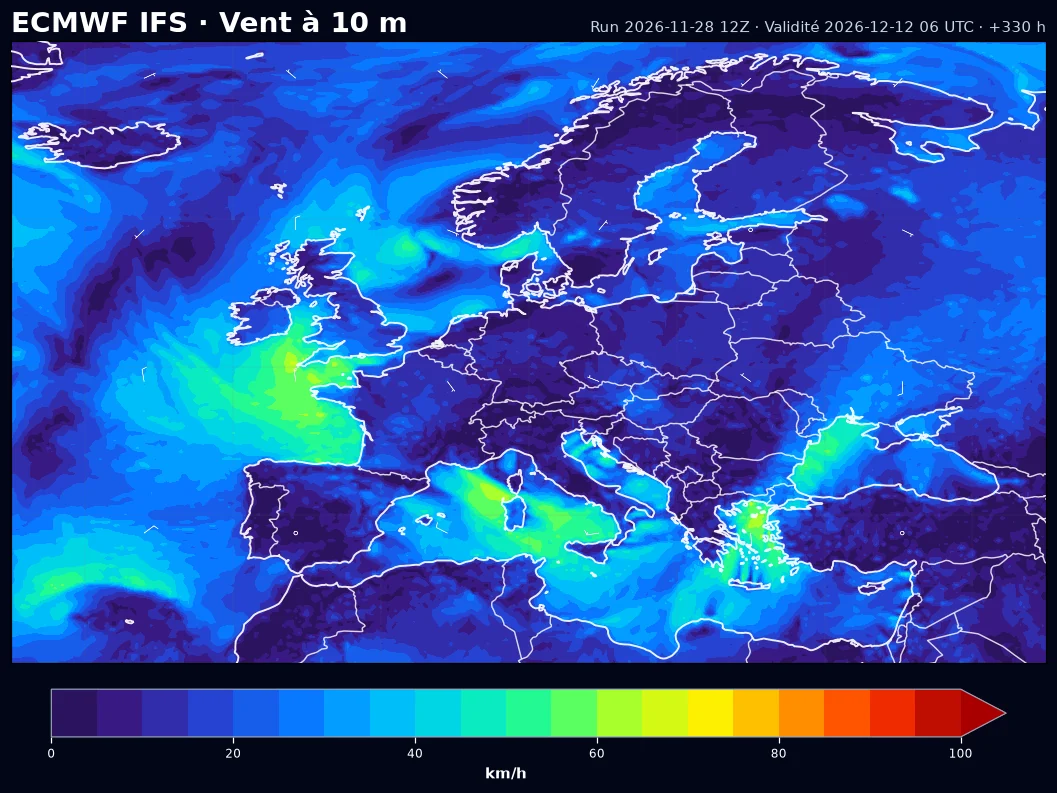 ECMWF IFS · Vent à 10 m
Run 2026-11-28 12Z · Validité 2026-12-12 06 UTC · +330 h
0 20 40 60 80 100
km/h